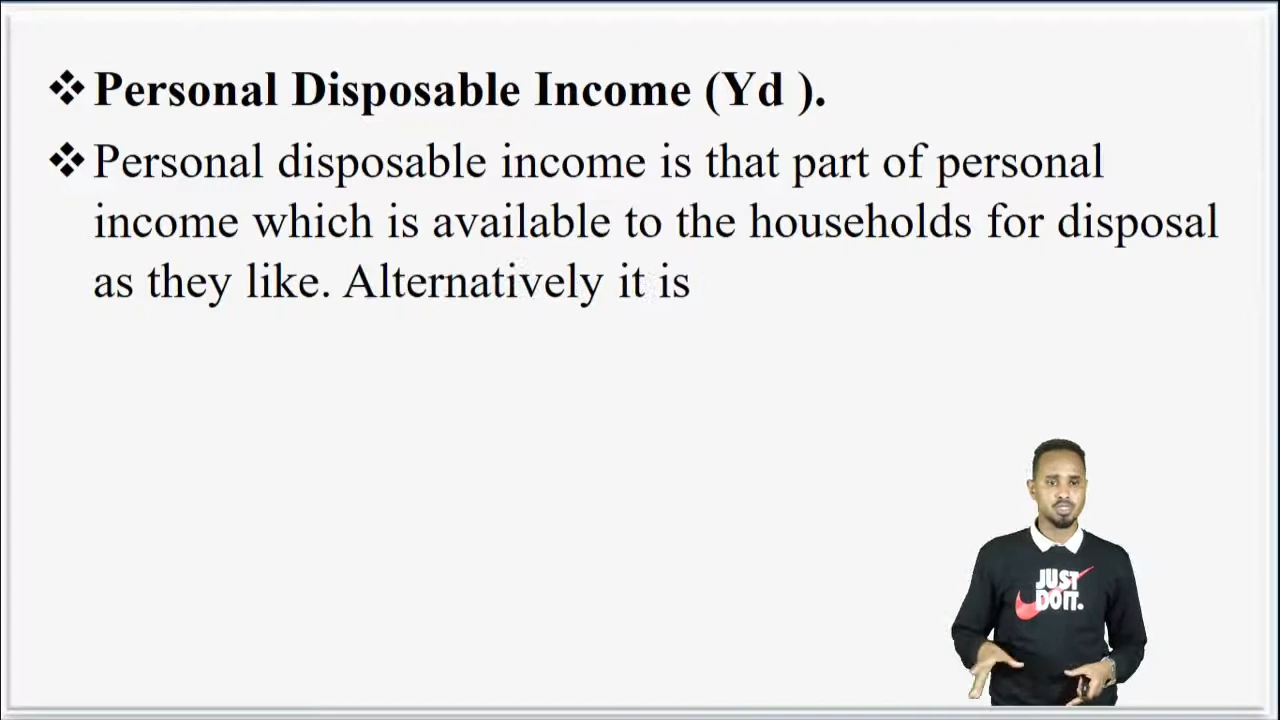 ❖ Personal Disposable Income (Yd ).
❖ Personal disposable income is that part of personal
income which is available to the households for disposal
as they like. Alternatively it is
JUST
DO IT.